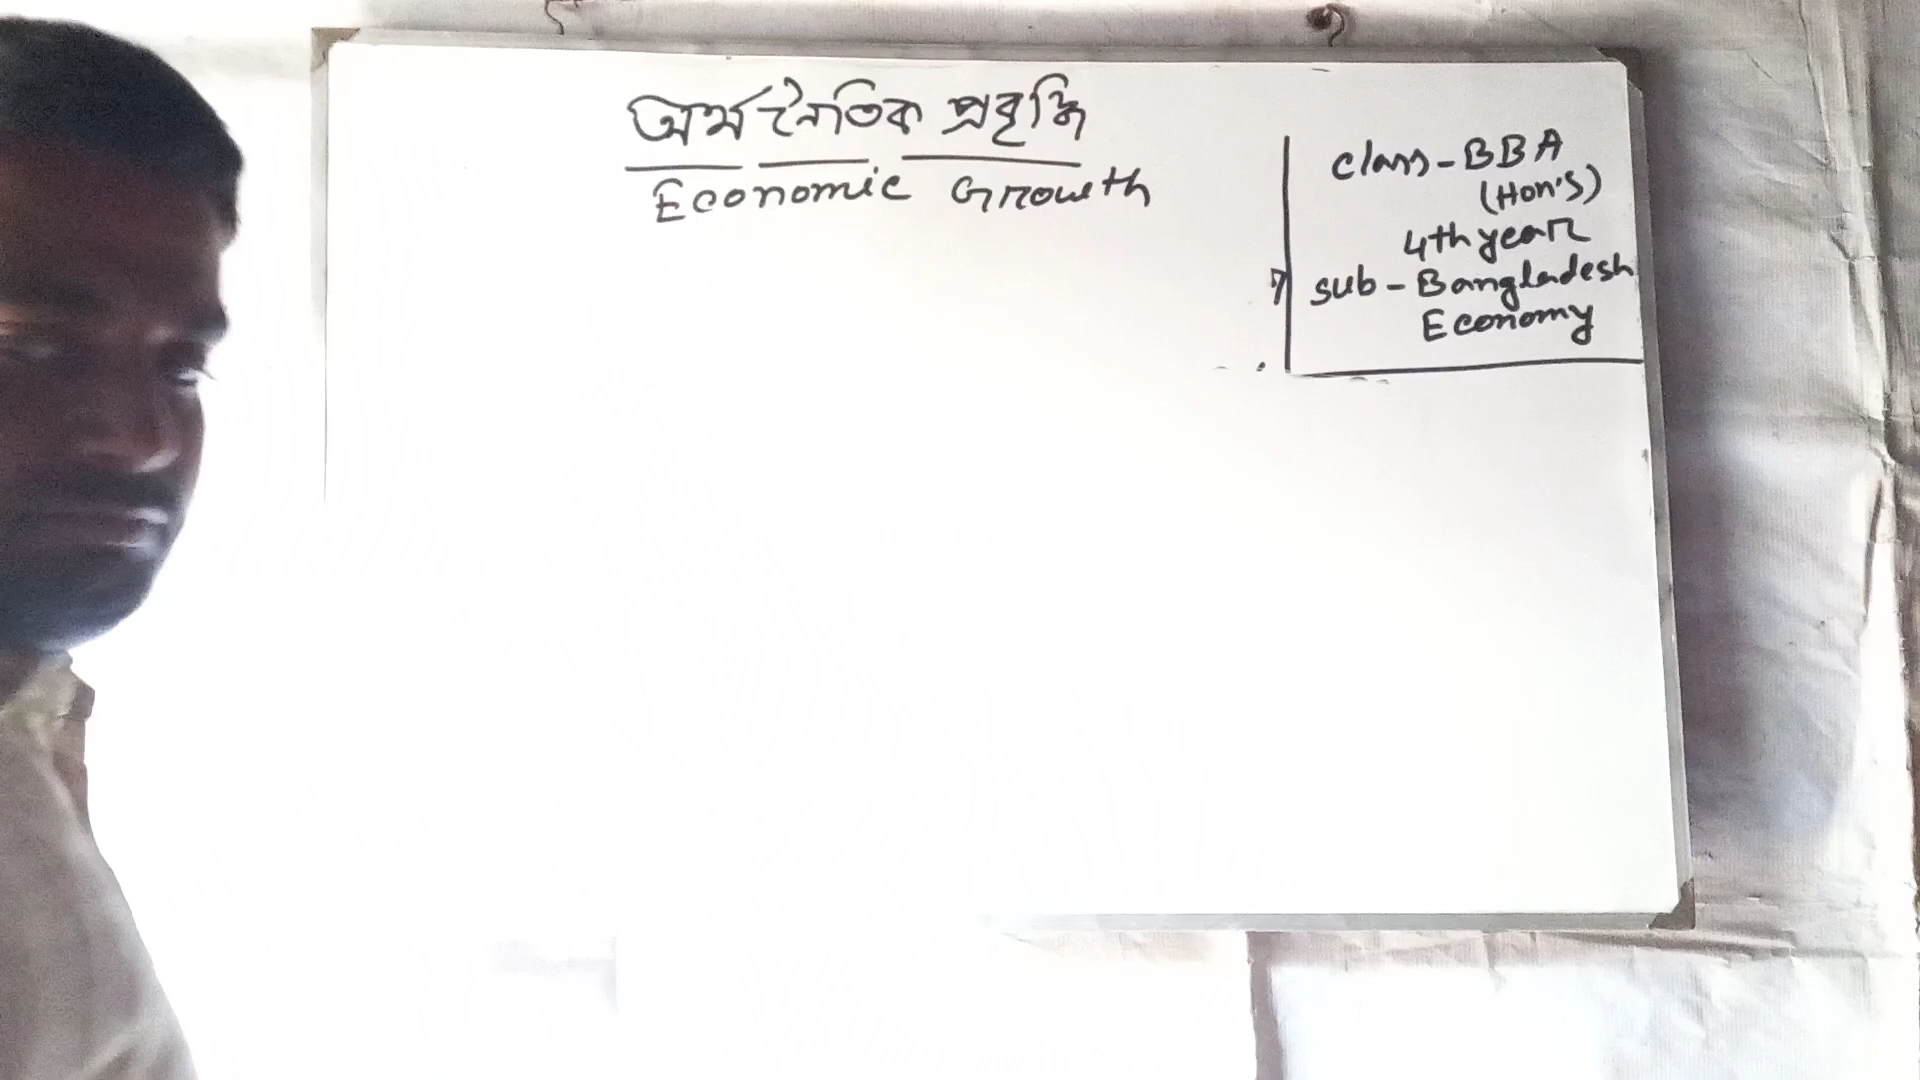 অর্থনৈতিক প্রবৃদ্ধি
Economic Growth
class - BBA
(Hon's)
4th year
sub - Bangladesh
Economy